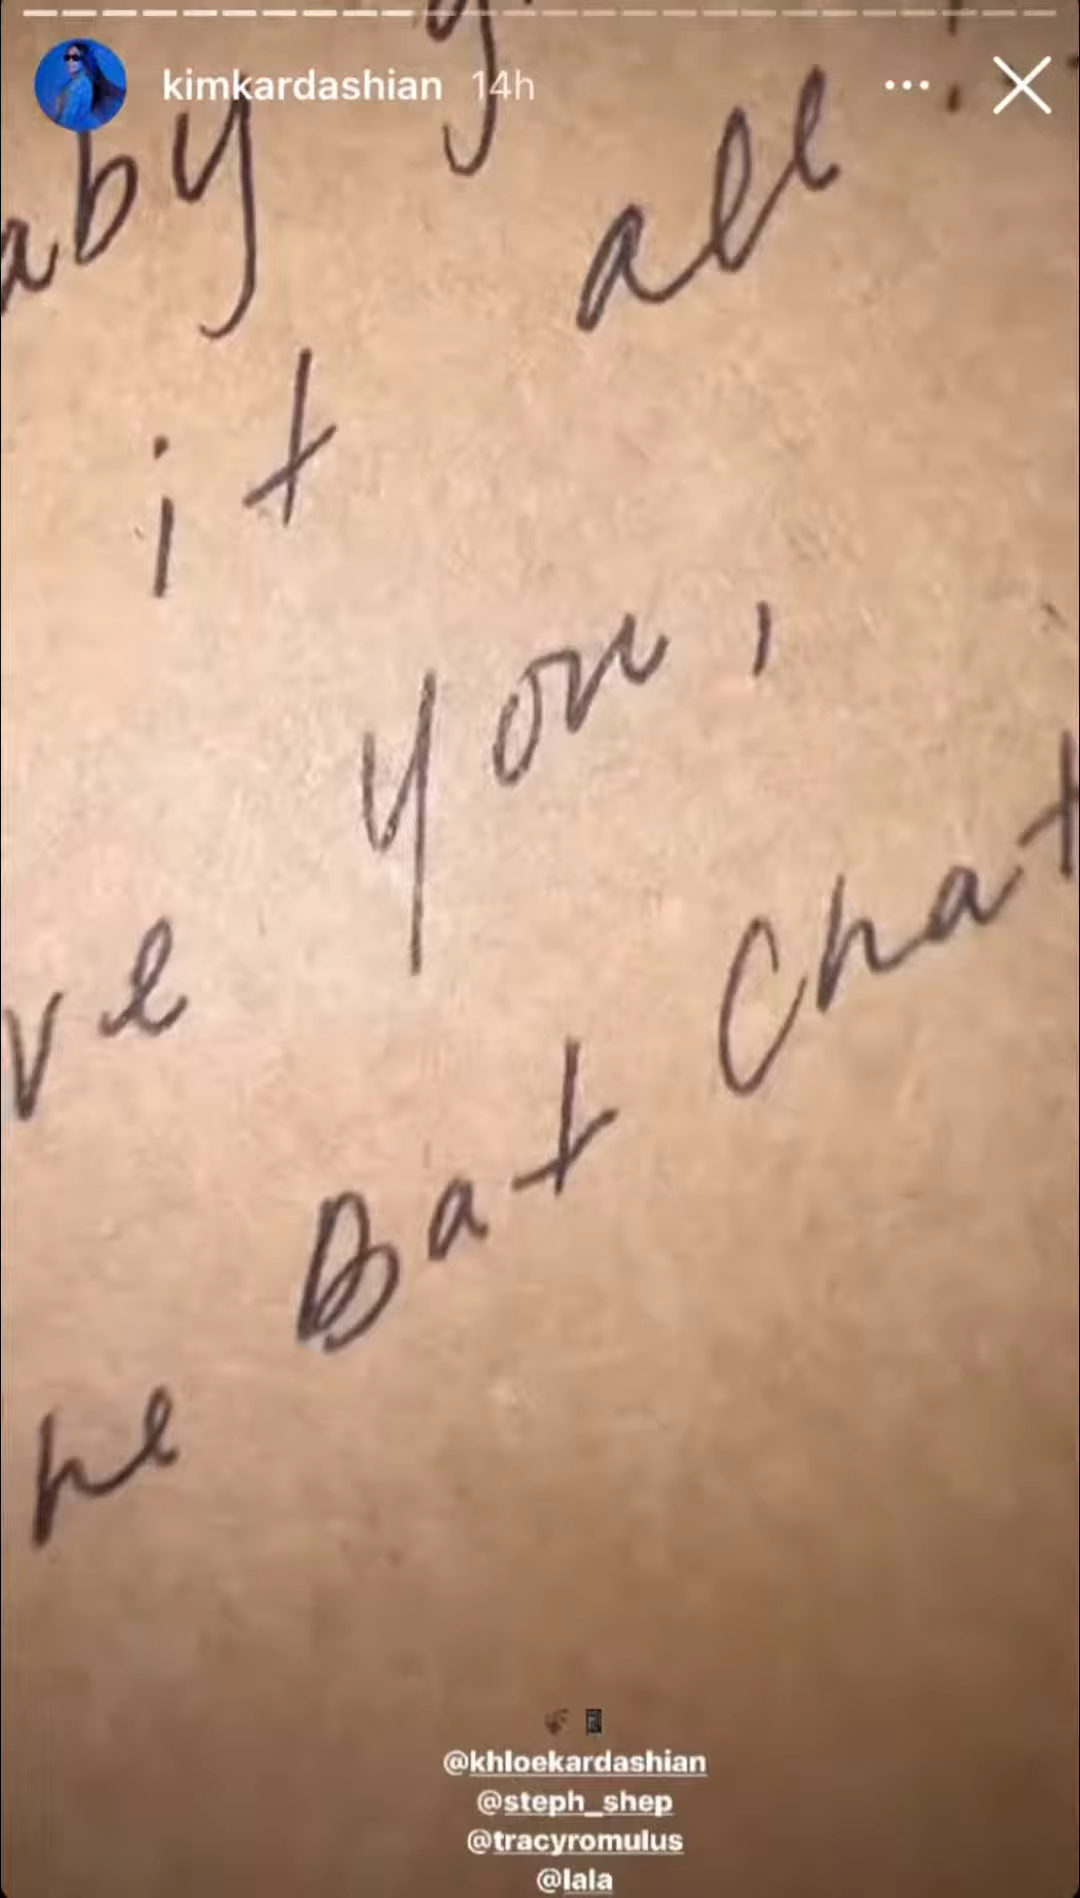 kimkardashian 14h
aby g
all!
it
ve you,
he Bat Chat
@khloekardashian
@steph_shep
@tracyromulus
@lala